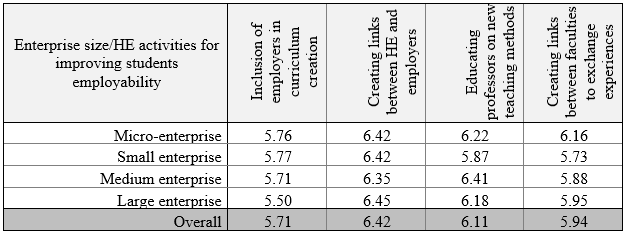 Enterprise size/HE activities for
improving students
employability
Inclusion of
employers in
curriculum
creation
Creating links
between HE and
employers
Educating
professors on new
teaching methods
Creating links
between faculties
to exchange
experiences
Micro-enterprise 5.76 6.42 6.22 6.16
Small enterprise 5.77 6.42 5.87 5.73
Medium enterprise 5.71 6.35 6.41 5.88
Large enterprise 5.50 6.45 6.18 5.95
Overall 5.71 6.42 6.11 5.94